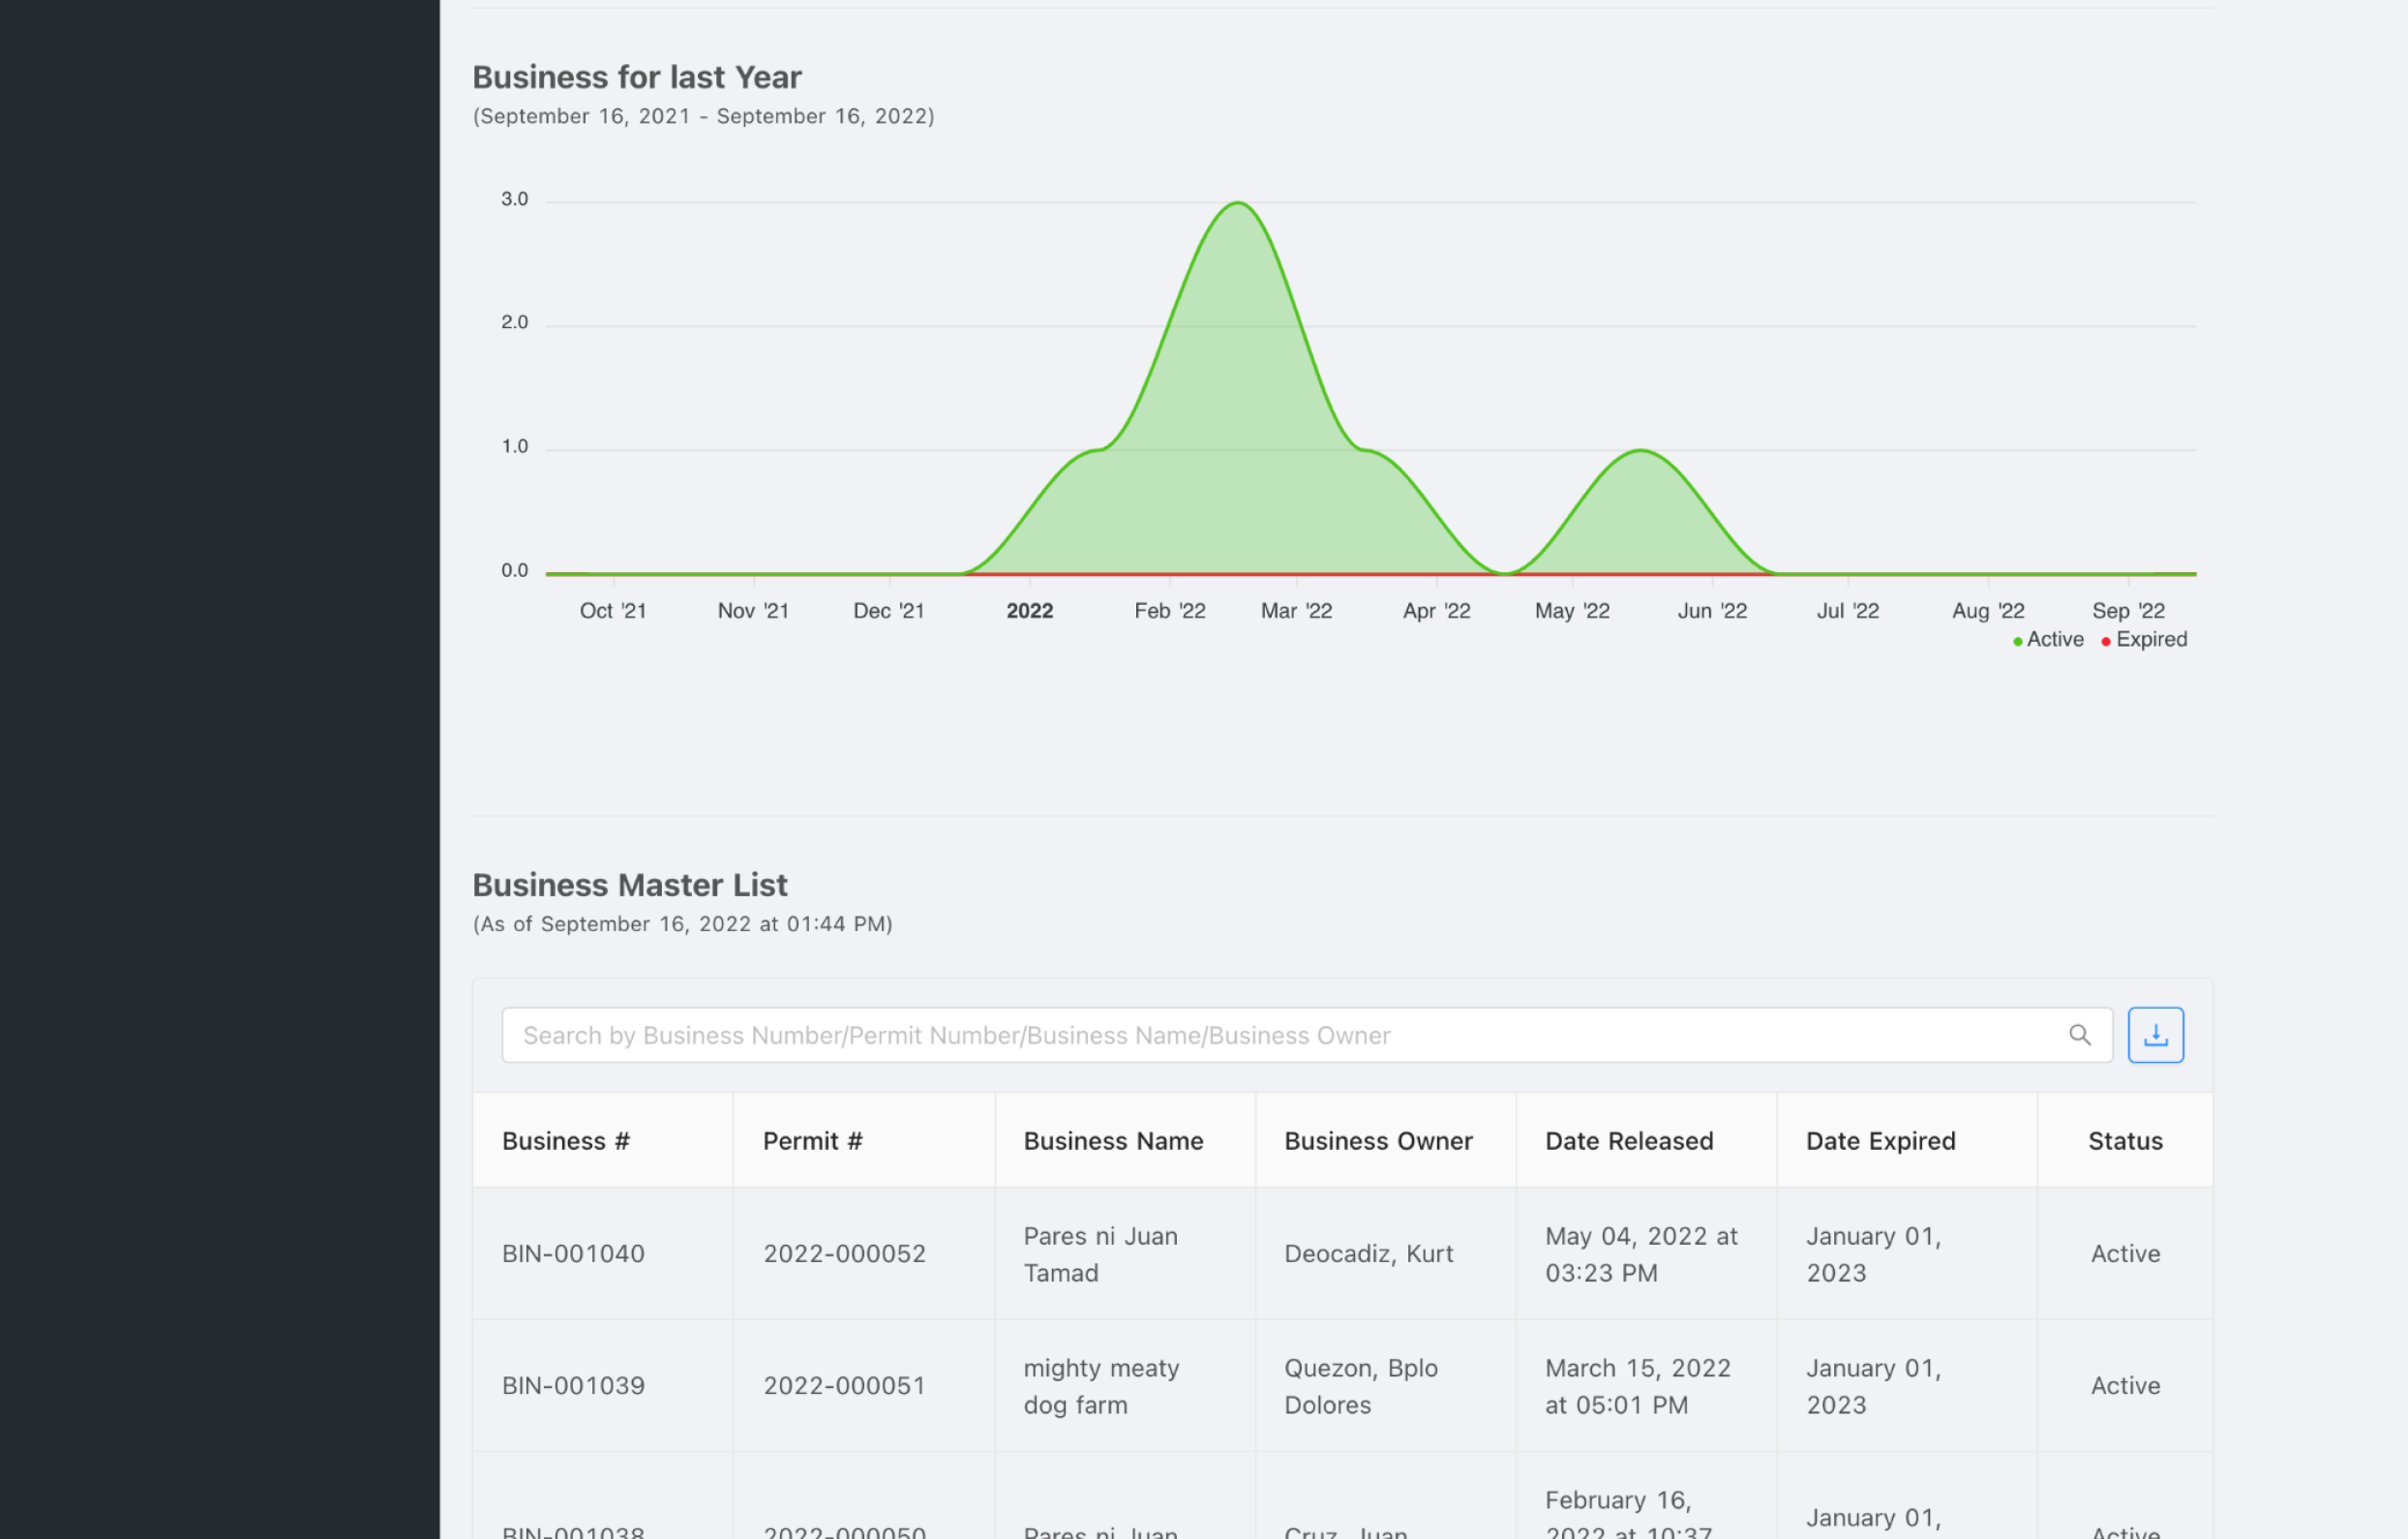 Business for last Year
(September 16, 2021 - September 16, 2022)
3.0
2.0
1.0
0.0
Oct '21 Nov '21 Dec '21 2022 Feb '22 Mar '22 Apr '22 May '22 Jun '22 Jul '22 Aug '22 Sep '22
Active Expired
Business Master List
(As of September 16, 2022 at 01:44 PM)
Search by Business Number/Permit Number/Business Name/Business Owner
Business # Permit # Business Name Business Owner Date Released Date Expired Status
BIN-001040 2022-000052 Pares ni Juan Tamad Deocadiz, Kurt May 04, 2022 at 03:23 PM January 01, 2023 Active
BIN-001039 2022-000051 mighty meaty dog farm Quezon, Bplo Dolores March 15, 2022 at 05:01 PM January 01, 2023 Active
BIN-001038 2022-000050 Pares ni Juan Cruz, Juan February 16, 2022 at 10:37 January 01, Active